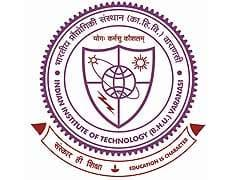 भारतीय प्रौद्योगिकी संस्थान (का.हि.वि.) वाराणसी
योगः कर्मसु कौशलम्
INDIAN INSTITUTE OF TECHNOLOGY (B.H.U.) VARANASI
संस्कार ही शिक्षा
EDUCATION IS CHARACTER